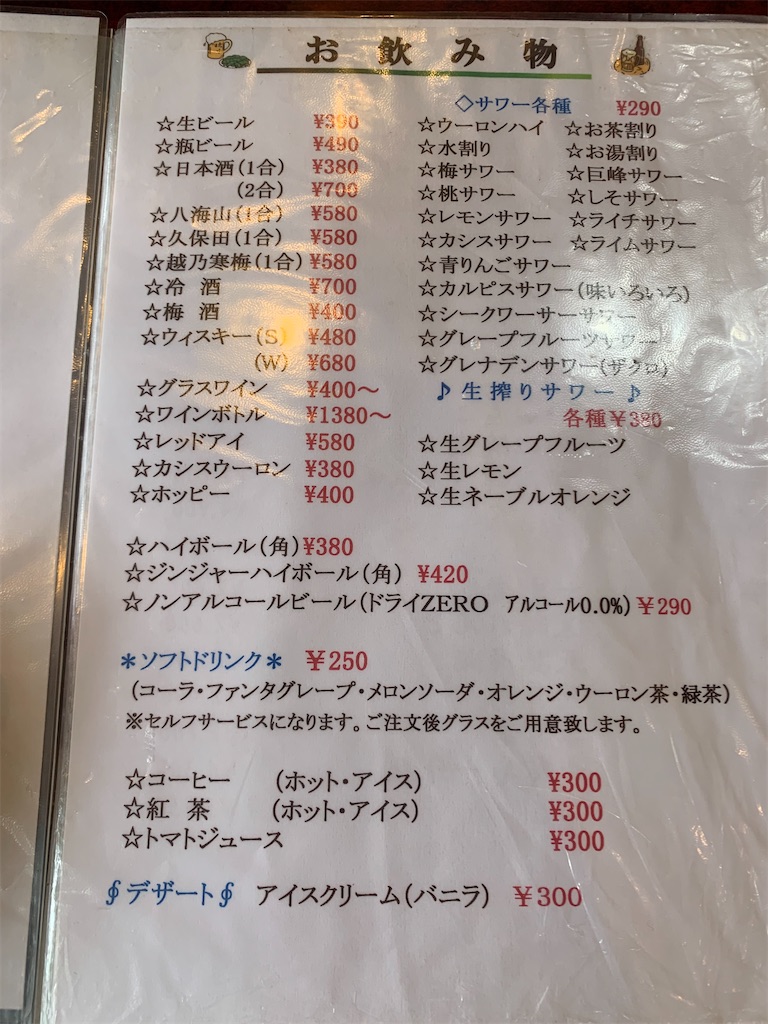 お飲み物
☆生ビール ¥390
☆瓶ビール ¥490
☆日本酒(1合) ¥380
(2合) ¥700
☆八海山(1合) ¥580
☆久保田(1合) ¥580
☆越乃寒梅(1合) ¥580
☆冷 酒 ¥700
☆梅 酒 ¥400
☆ウィスキー(S) ¥480
(W) ¥680
☆グラスワイン ¥400～
☆ワインボトル ¥1380～
☆レッドアイ ¥580
☆カシスウーロン ¥380
☆ホッピー ¥400
◇サワー各種 ¥290
☆ウーロンハイ ☆お茶割り
☆水割り ☆お湯割り
☆梅サワー ☆巨峰サワー
☆桃サワー ☆しそサワー
☆レモンサワー ☆ライチサワー
☆カシスサワー ☆ライムサワー
☆青りんごサワー
☆カルピスサワー(味いろいろ)
☆シークワーサーサワー
☆グレープフルーツサワー
☆グレナデンサワー(ザクロ)
♪生搾りサワー♪
各種¥380
☆生グレープフルーツ
☆生レモン
☆生ネーブルオレンジ
☆ハイボール(角)¥380
☆ジンジャーハイボール(角) ¥420
☆ノンアルコールビール(ドライZERO アルコール0.0%)¥290
＊ソフトドリンク＊ ¥250
(コーラ・ファンタグレープ・メロンソーダ・オレンジ・ウーロン茶・緑茶)
※セルフサービスになります。ご注文後グラスをご用意致します。
☆コーヒー (ホット・アイス) ¥300
☆紅 茶 (ホット・アイス) ¥300
☆トマトジュース ¥300
∮デザート∮ アイスクリーム(バニラ) ¥300